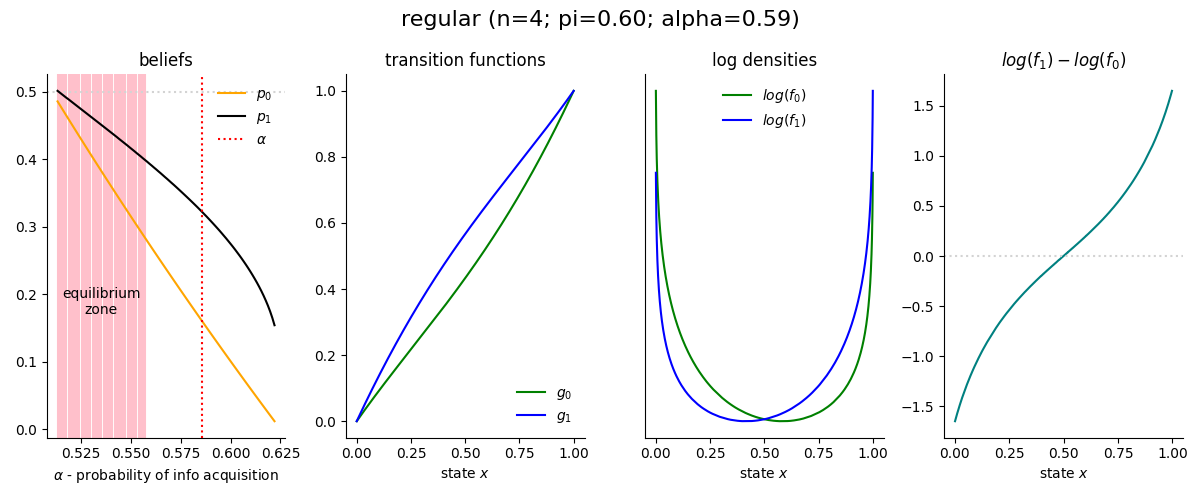 regular (n=4; pi=0.60; alpha=0.59)
beliefs
0.5
0.4
0.3
0.2
0.1
0.0
p₀
p₁
α
equilibrium
zone
0.525 0.550 0.575 0.600 0.625
α - probability of info acquisition
transition functions
1.0
0.8
0.6
0.4
0.2
0.0
g₀
g₁
0.00 0.25 0.50 0.75 1.00
state x
log densities
log(f₀)
log(f₁)
0.00 0.25 0.50 0.75 1.00
state x
log(f₁) − log(f₀)
1.5
1.0
0.5
0.0
−0.5
−1.0
−1.5
0.00 0.25 0.50 0.75 1.00
state x